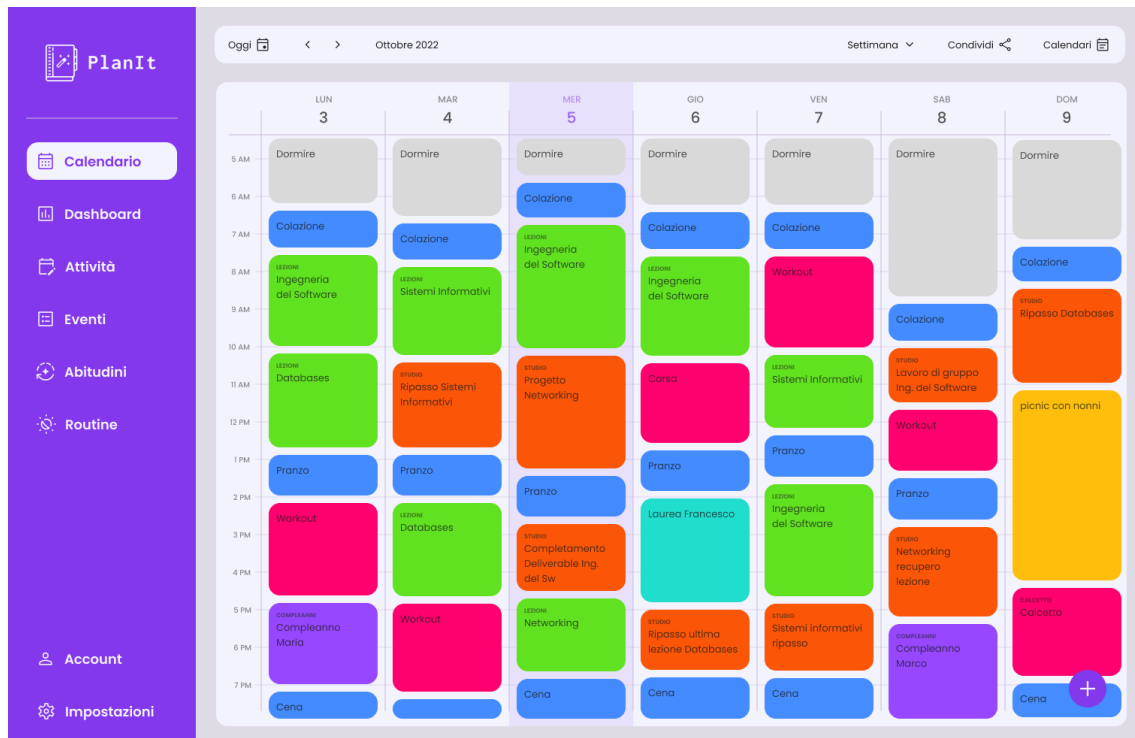 PlanIt
Calendario
Dashboard
Attività
Eventi
Abitudini
Routine
Account
Impostazioni
Oggi
Ottobre 2022
Settimana
Condividi
Calendari
LUN
3
MAR
4
MER
5
GIO
6
VEN
7
SAB
8
DOM
9
5 AM
6 AM
7 AM
8 AM
9 AM
10 AM
11 AM
12 PM
1 PM
2 PM
3 PM
4 PM
5 PM
6 PM
7 PM
Dormire
Colazione
LEZIONI
Ingegneria
del Software
LEZIONI
Databases
Pranzo
Workout
COMPLEANNI
Compleanno
Maria
Cena
Dormire
Colazione
LEZIONI
Sistemi Informativi
STUDIO
Ripasso Sistemi
Informativi
Pranzo
LEZIONI
Databases
Workout
Dormire
Colazione
LEZIONI
Ingegneria
del Software
STUDIO
Progetto
Networking
Pranzo
STUDIO
Completamento
Deliverable Ing.
del Sw
LEZIONI
Networking
Cena
Dormire
Colazione
LEZIONI
Ingegneria
del Software
Corsa
Pranzo
Laurea Francesco
STUDIO
Ripasso ultima
lezione Databases
Cena
Dormire
Colazione
Workout
LEZIONI
Sistemi Informativi
Pranzo
LEZIONI
Ingegneria
del Software
STUDIO
Sistemi informativi
ripasso
Cena
Dormire
Colazione
STUDIO
Lavoro di gruppo
Ing. del Software
Workout
Pranzo
STUDIO
Networking
recupero
lezione
COMPLEANNI
Compleanno
Marco
Dormire
Colazione
STUDIO
Ripasso Databases
picnic con nonni
CALCETTO
Calcetto
Cena